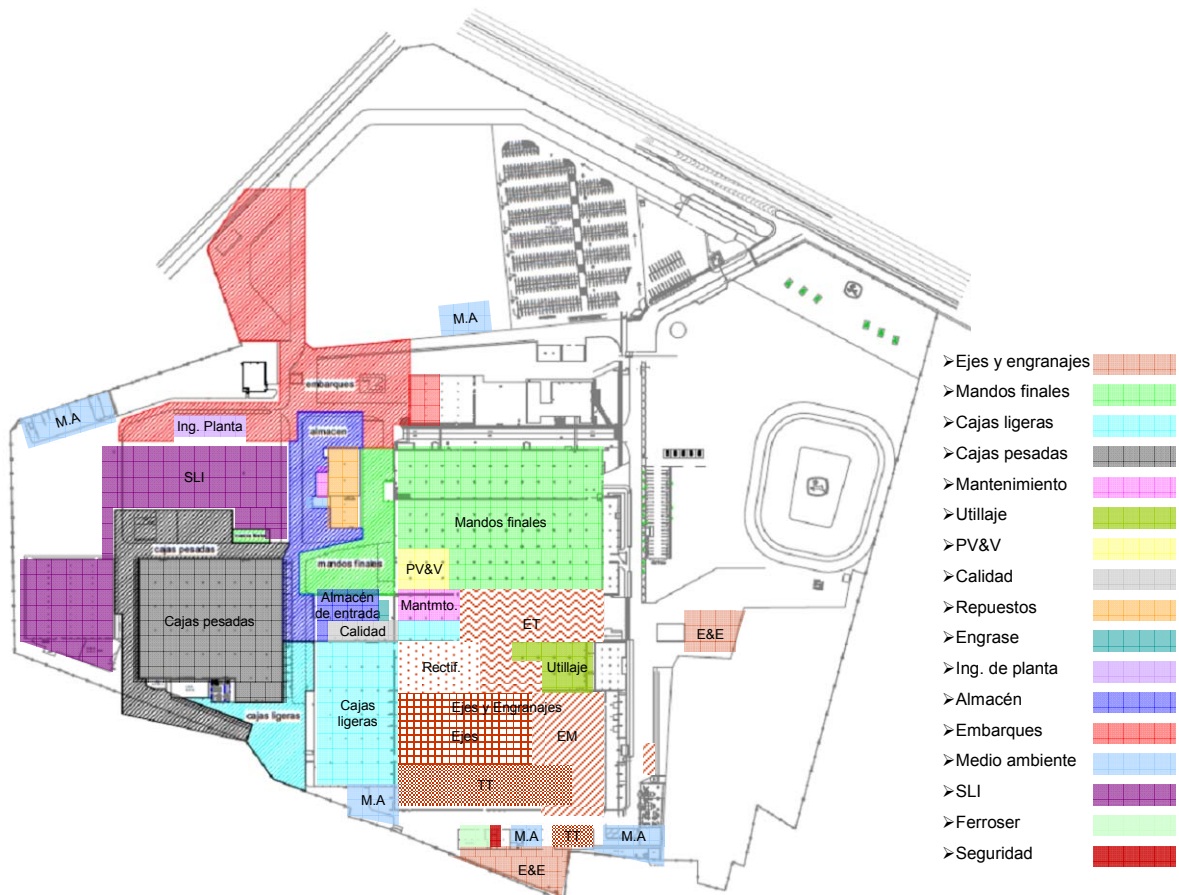 M.A
embarques
M.A
Ing. Planta
almacen
SLI
Mandos finales
cajas pesadas
mandos finales
PV&V
Almacén
de entrada
Mantmto.
Cajas pesadas
Calidad
ET
E&E
Rectif.
Utillaje
cajas ligeras
Cajas
ligeras
Ejes y Engranajes
Ejes
EM
TT
M.A
M.A
TT
M.A
E&E
➢Ejes y engranajes
➢Mandos finales
➢Cajas ligeras
➢Cajas pesadas
➢Mantenimiento
➢Utillaje
➢PV&V
➢Calidad
➢Repuestos
➢Engrase
➢Ing. de planta
➢Almacén
➢Embarques
➢Medio ambiente
➢SLI
➢Ferroser
➢Seguridad